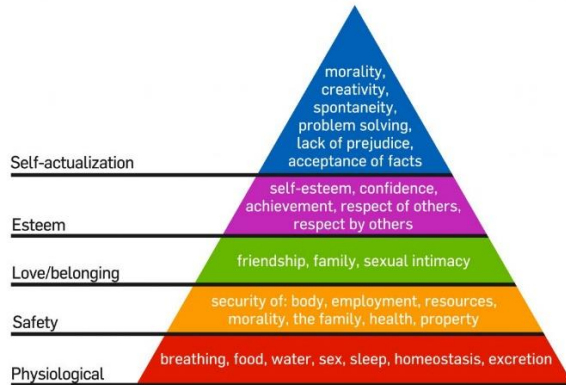 morality,
creativity,
spontaneity,
problem solving,
lack of prejudice,
acceptance of facts
Self-actualization
self-esteem, confidence,
achievement, respect of others,
respect by others
Esteem
friendship, family, sexual intimacy
Love/belonging
security of: body, employment, resources,
morality, the family, health, property
Safety
breathing, food, water, sex, sleep, homeostasis, excretion
Physiological